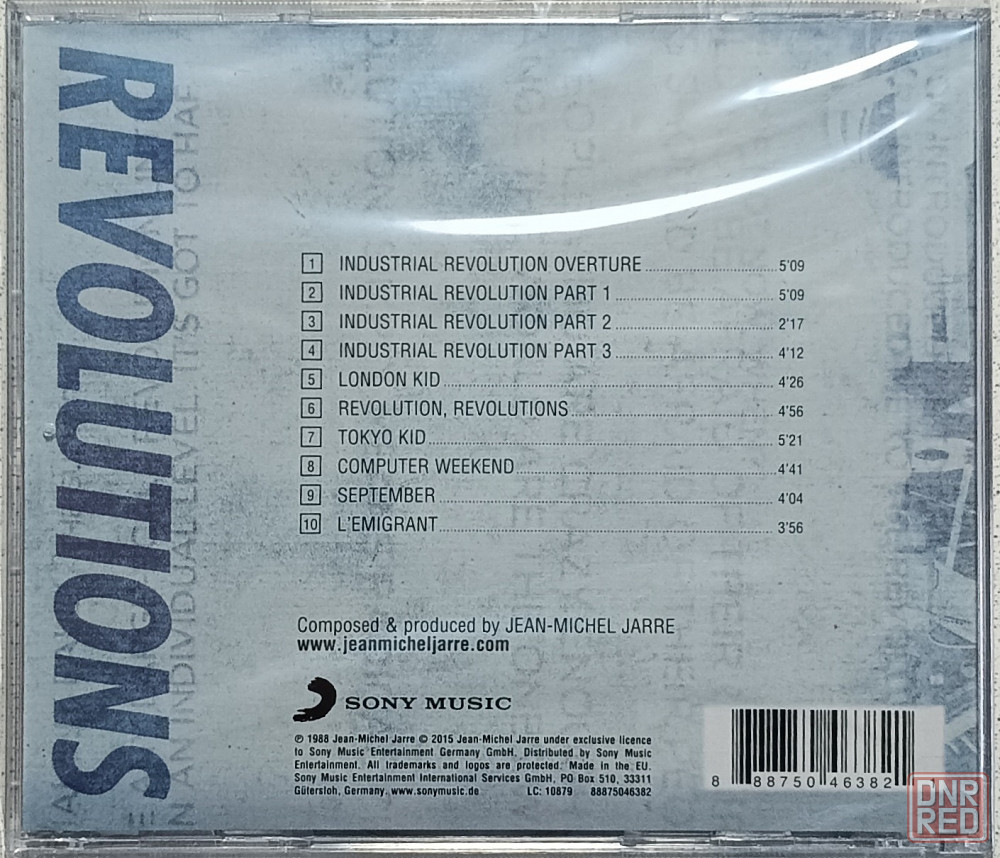 REVOLUTIONS
AN INDIVIDUAL LEVEL IT'S GOT TO HA
1 INDUSTRIAL REVOLUTION OVERTURE 5'09
2 INDUSTRIAL REVOLUTION PART 1 5'09
3 INDUSTRIAL REVOLUTION PART 2 2'17
4 INDUSTRIAL REVOLUTION PART 3 4'12
5 LONDON KID 4'26
6 REVOLUTION, REVOLUTIONS 4'56
7 TOKYO KID 5'21
8 COMPUTER WEEKEND 4'41
9 SEPTEMBER 4'04
10 L'EMIGRANT 3'56
Composed & produced by JEAN-MICHEL JARRE
www.jeanmicheljarre.com
SONY MUSIC
℗ 1988 Jean-Michel Jarre © 2015 Jean-Michel Jarre under exclusive licence
to Sony Music Entertainment Germany GmbH. Distributed by Sony Music
Entertainment. All trademarks and logos are protected. Made in the EU.
Sony Music Entertainment International Services GmbH, PO Box 510, 33311
Gütersloh, Germany. www.sonymusic.de LC: 10879 88875046382
8 88750 46382
DNR
RED